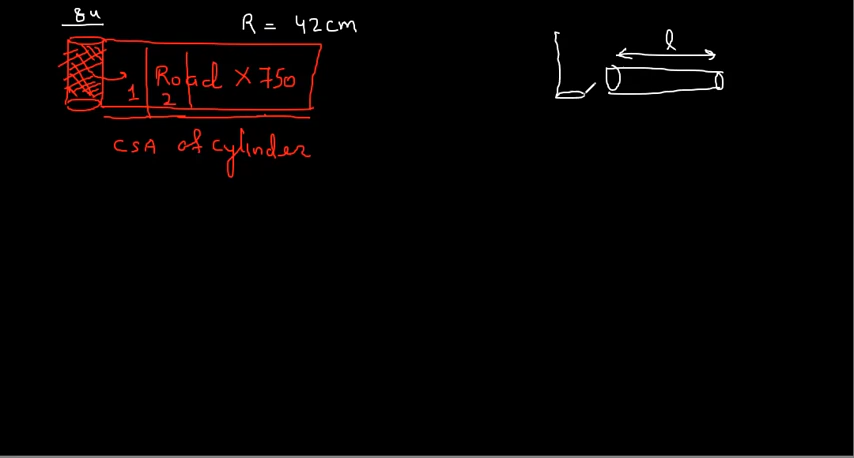 84
R = 42cm
l
Road × 750
1 2
CSA of cylinder